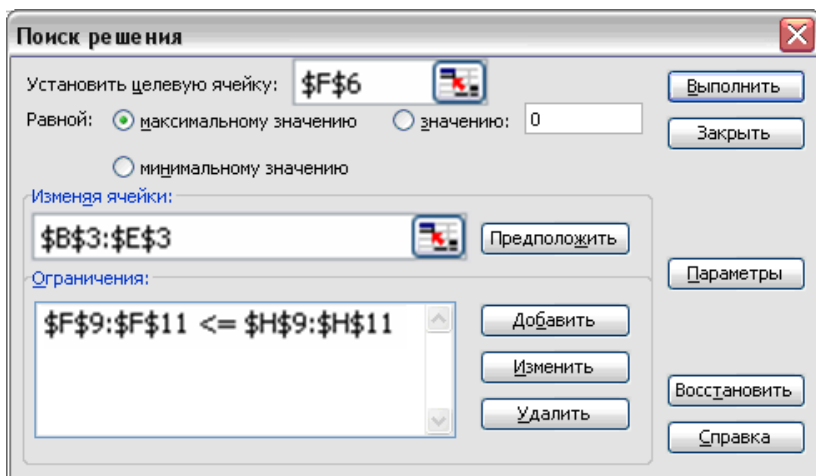 Поиск решения
Установить целевую ячейку: $F$6
Выполнить
Равной: максимальному значению значению: 0
Закрыть
минимальному значению
Изменяя ячейки:
$B$3:$E$3
Предположить
Параметры
Ограничения:
$F$9:$F$11 <= $H$9:$H$11
Добавить
Изменить
Удалить
Восстановить
Справка